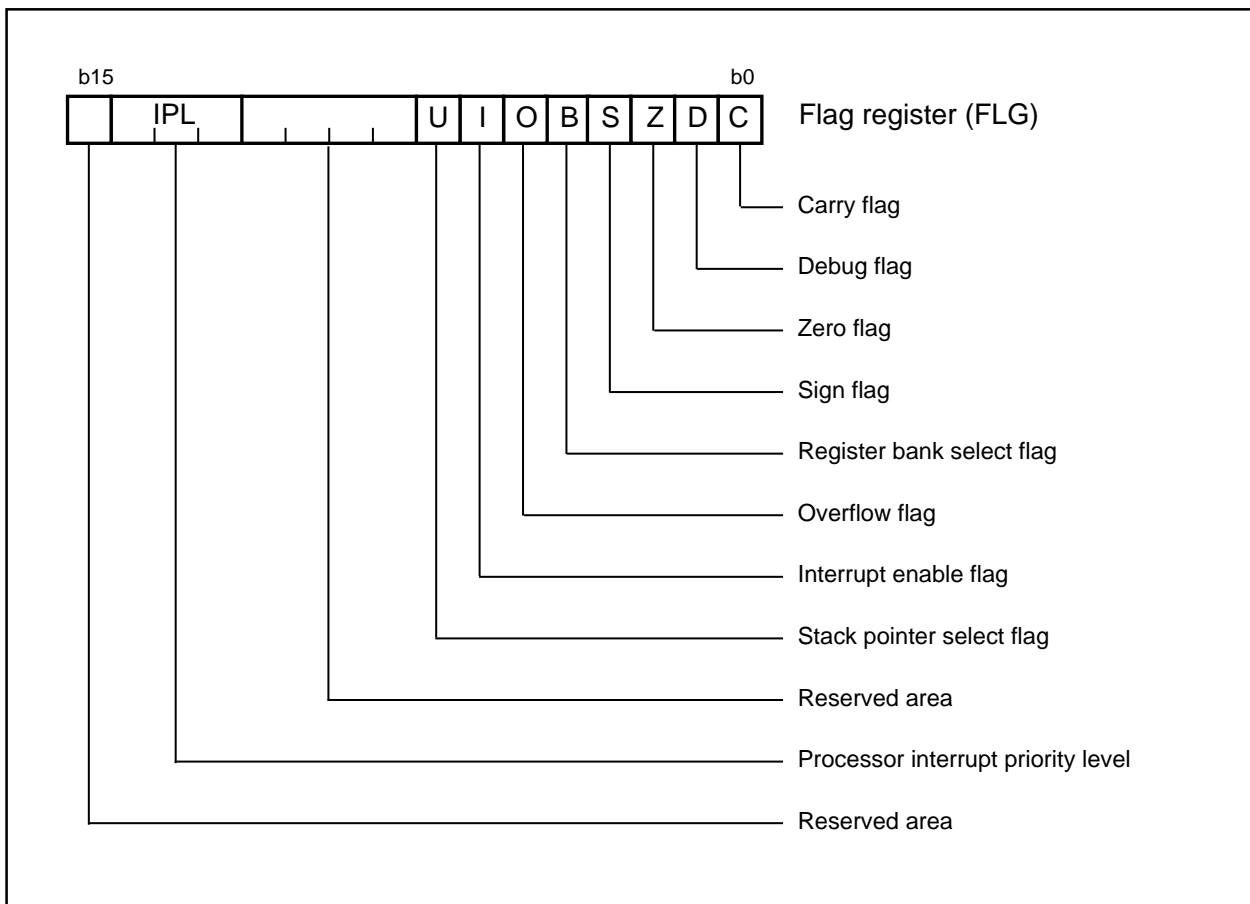 b15 b0
IPL U I O B S Z D C Flag register (FLG)
Carry flag
Debug flag
Zero flag
Sign flag
Register bank select flag
Overflow flag
Interrupt enable flag
Stack pointer select flag
Reserved area
Processor interrupt priority level
Reserved area